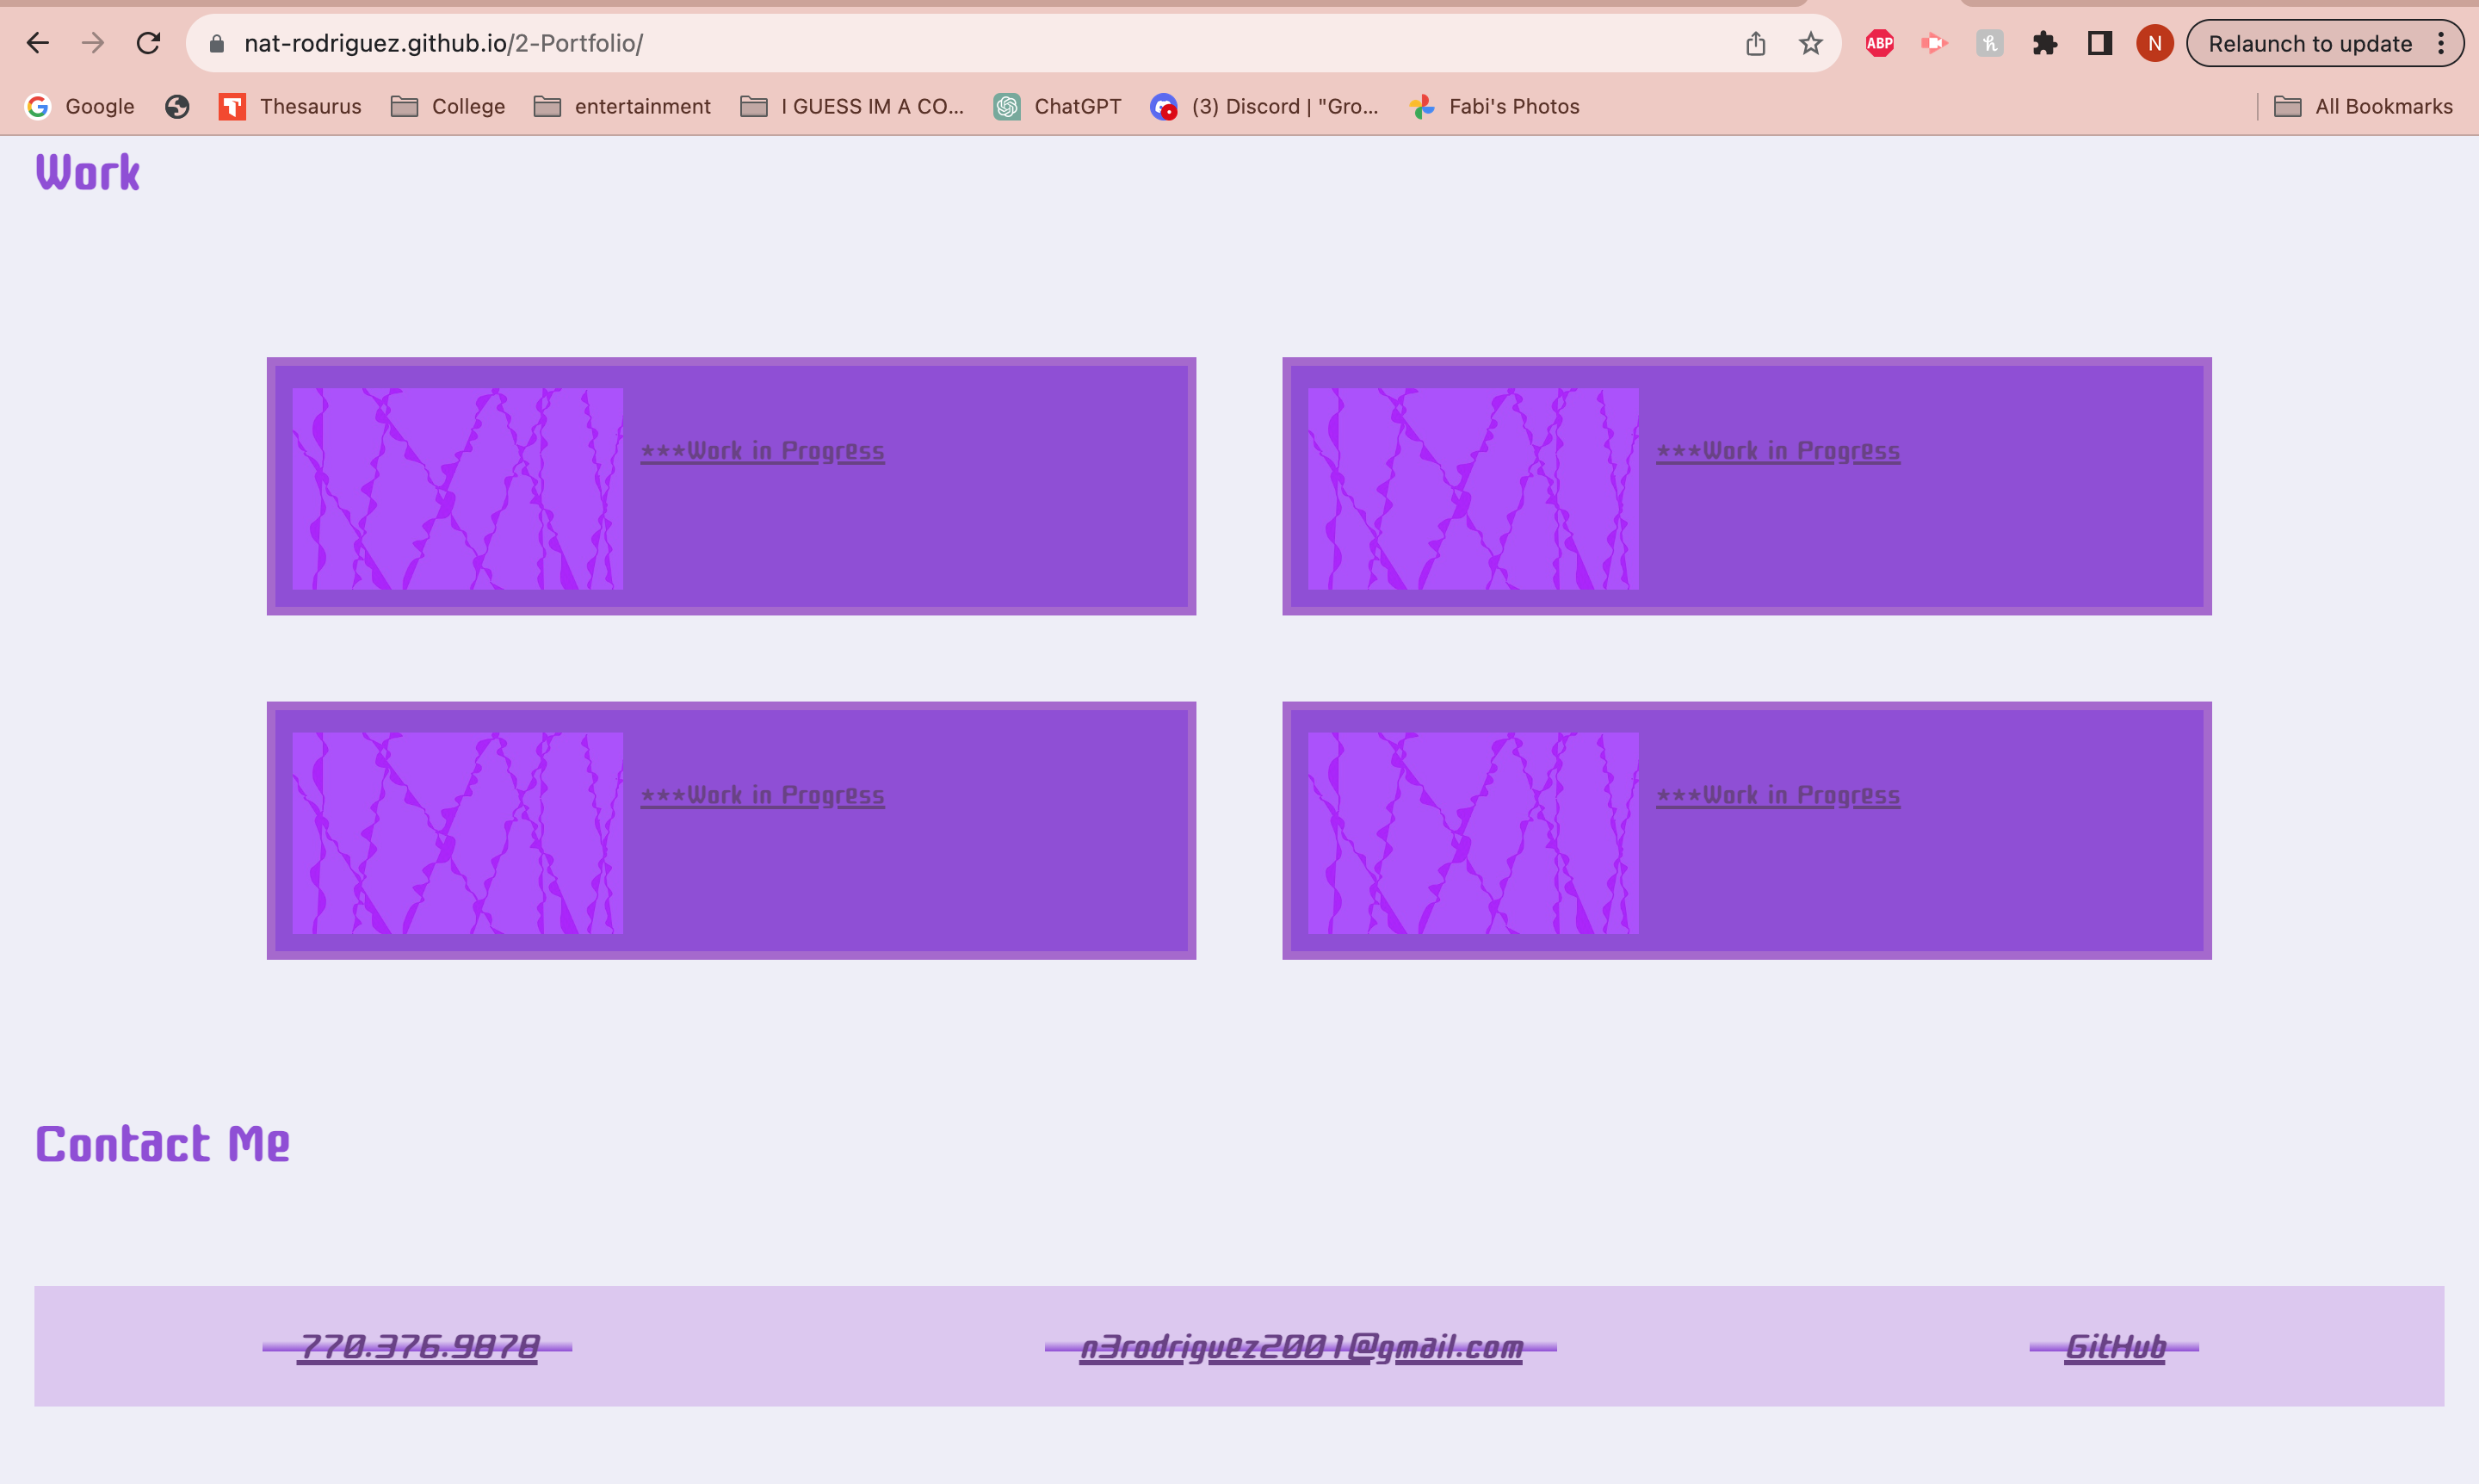 nat-rodriguez.github.io/2-Portfolio/
ABP
h
N
Relaunch to update
Google
Thesaurus
College
entertainment
I GUESS IM A CO...
ChatGPT
(3) Discord | "Gro...
Fabi's Photos
All Bookmarks
Work
***Work in Progress
***Work in Progress
***Work in Progress
***Work in Progress
Contact Me
770.376.9878
n3rodriguez2001@gmail.com
GitHub